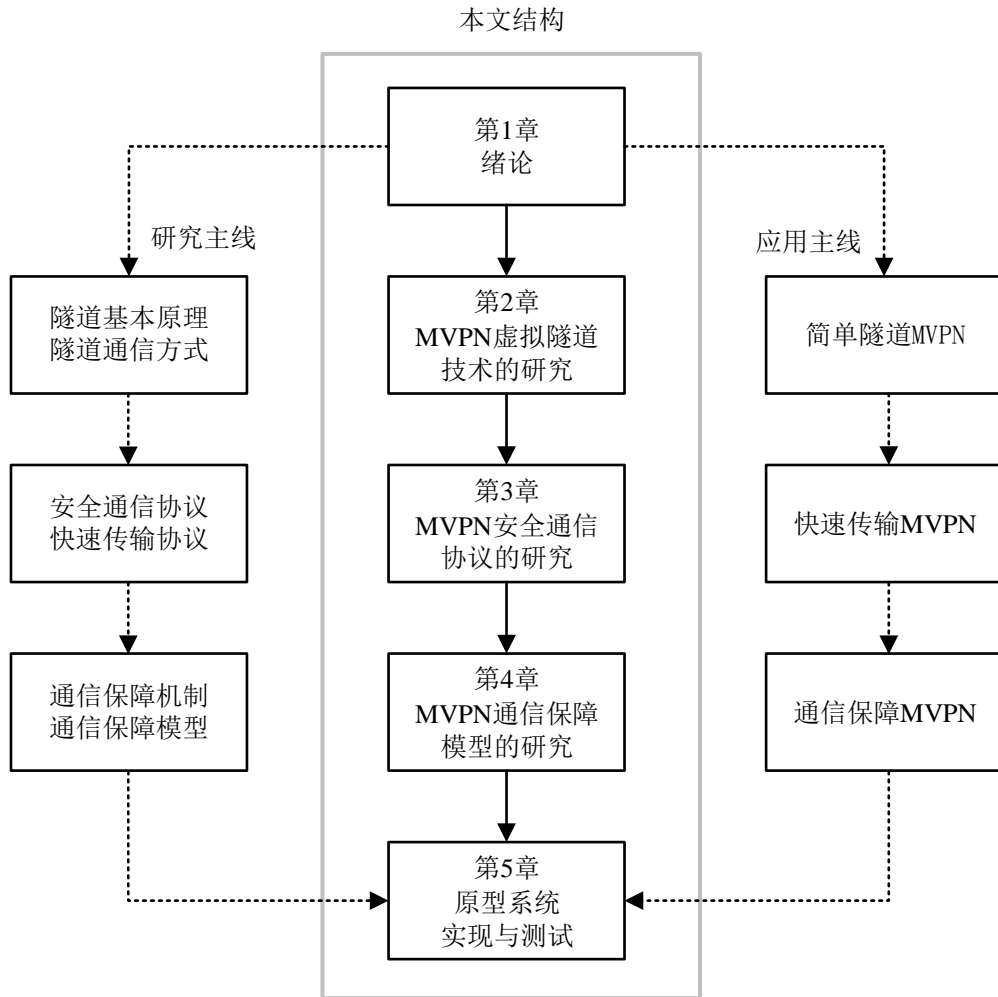 本文结构
第1章
绪论
研究主线
应用主线
隧道基本原理
隧道通信方式
第2章
MVPN虚拟隧道
技术的研究
简单隧道MVPN
安全通信协议
快速传输协议
第3章
MVPN安全通信
协议的研究
快速传输MVPN
通信保障机制
通信保障模型
第4章
MVPN通信保障
模型的研究
通信保障MVPN
第5章
原型系统
实现与测试